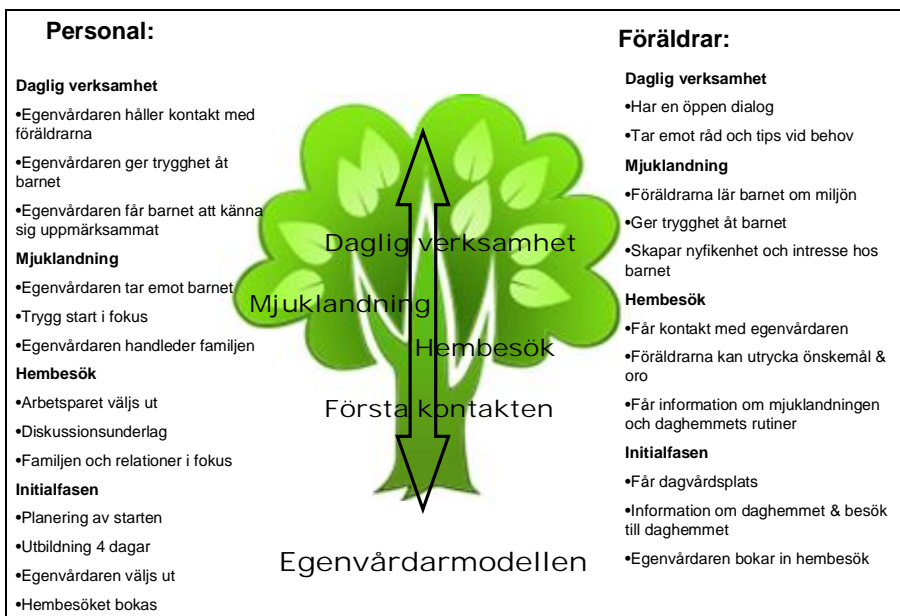 Personal:
Daglig verksamhet
•Egenvårdaren håller kontakt med
föräldrarna
•Egenvårdaren ger trygghet åt
barnet
•Egenvårdaren får barnet att känna
sig uppmärksammat
Mjuklandning
•Egenvårdaren tar emot barnet
•Trygg start i fokus
•Egenvårdaren handleder familjen
Hembesök
•Arbetsparet väljs ut
•Diskussionsunderlag
•Familjen och relationer i fokus
Initialfasen
•Planering av starten
•Utbildning 4 dagar
•Egenvårdaren väljs ut
•Hembesöket bokas
Daglig verksamhet
Mjuklandning
Hembesök
Första kontakten
Egenvårdarmodellen
Föräldrar:
Daglig verksamhet
•Har en öppen dialog
•Tar emot råd och tips vid behov
Mjuklandning
•Föräldrarna lär barnet om miljön
•Ger trygghet åt barnet
•Skapar nyfikenhet och intresse hos
barnet
Hembesök
•Får kontakt med egenvårdaren
•Föräldrarna kan utrycka önskemål &
oro
•Får information om mjuklandningen
och daghemmets rutiner
Initialfasen
•Får dagvårdsplats
•Information om daghemmet & besök
till daghemmet
•Egenvårdaren bokar in hembesök